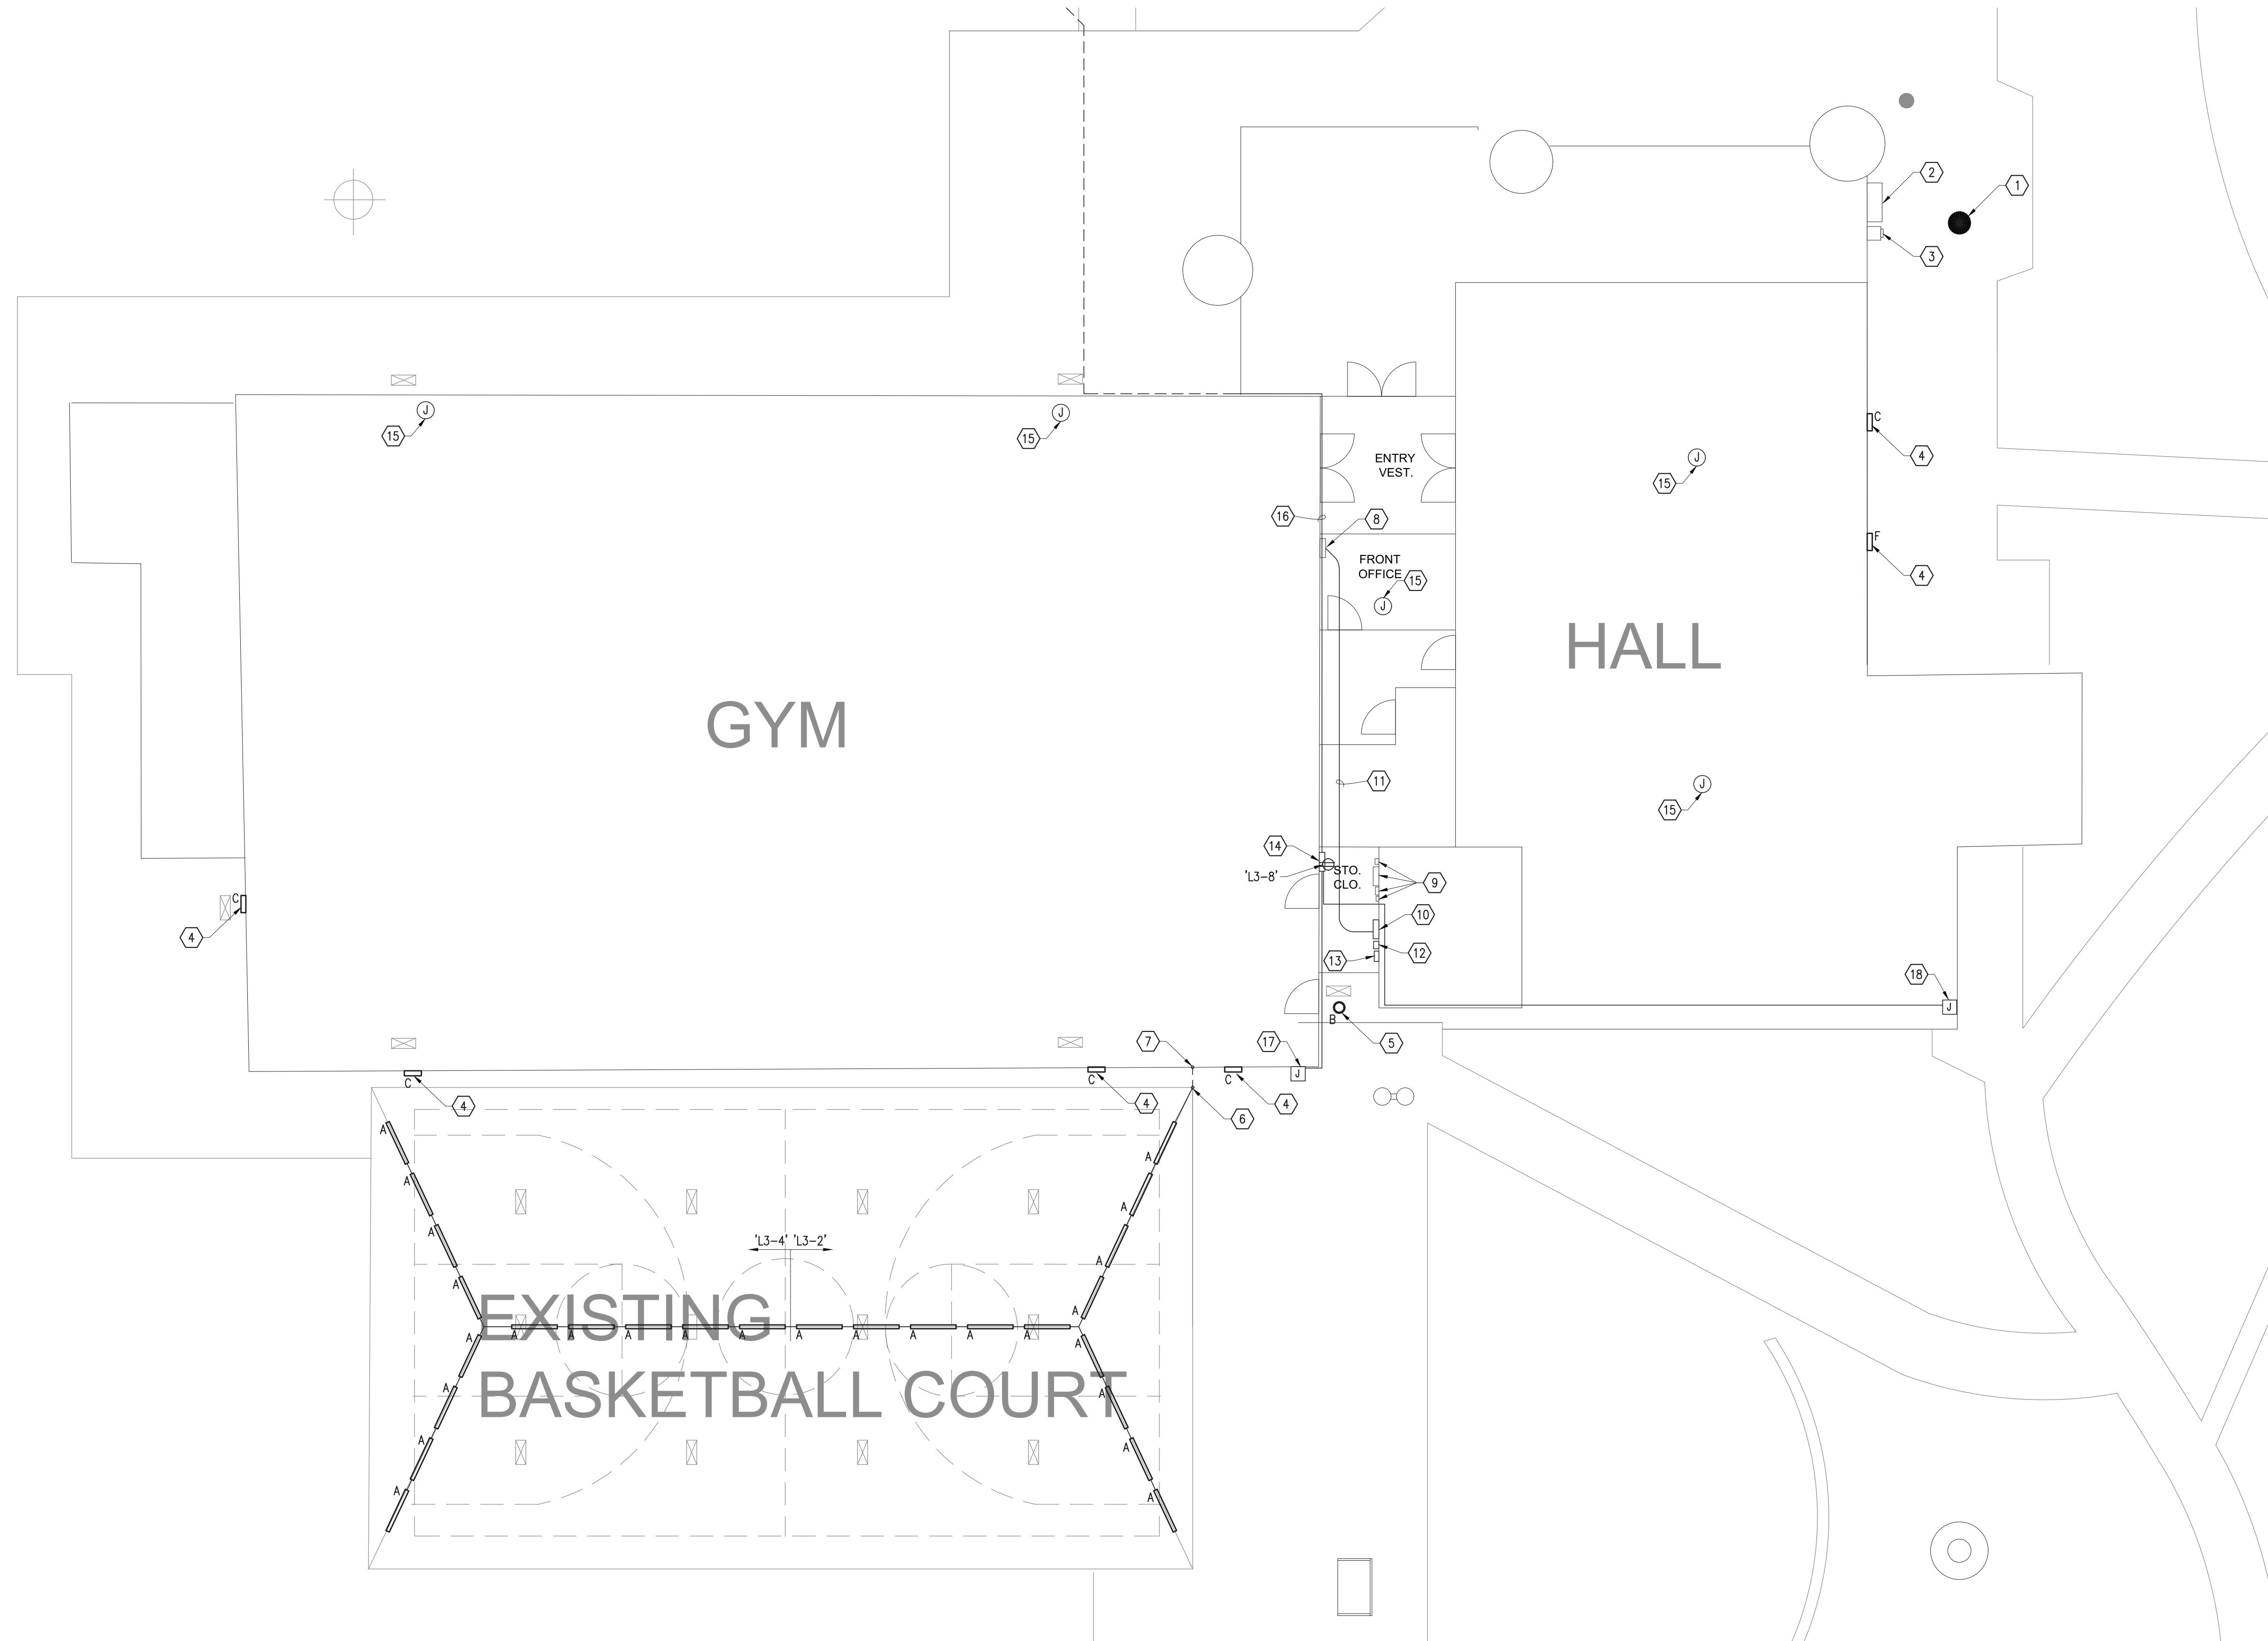 2
1
3
J
15
J
15
C
4
J
15
ENTRY
VEST.
16
8
F
4
FRONT
OFFICE
15
J
HALL
GYM
11
J
15
14
'L3-8'
STO.
CLO.
9
C
4
10
12
13
18
J
B
5
7
17
J
C
4
C
4
C
4
6
A
A
A
A
A
A
A
A
'L3-4' 'L3-2'
EXISTING
A
A
A
A
A
A
A
A
A
A
A
A
BASKETBALL COURT
A
A
A
A
A
A